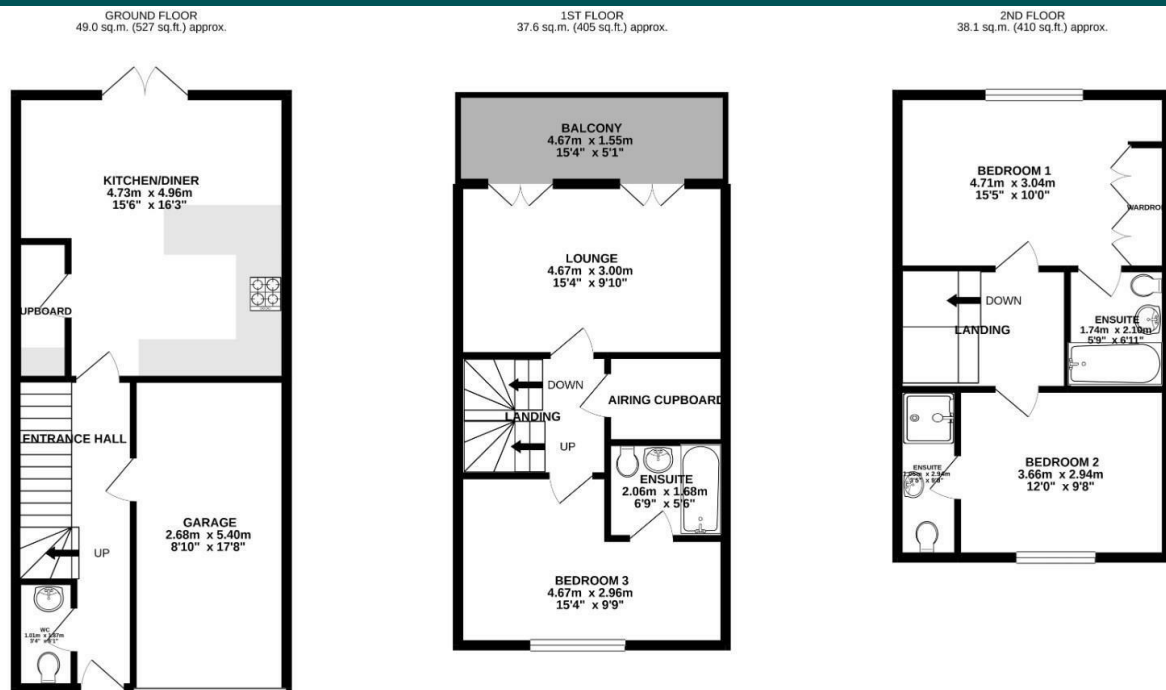 GROUND FLOOR
49.0 sq.m. (527 sq.ft.) approx.
KITCHEN/DINER
4.73m x 4.96m
15'6" x 16'3"
UPBOARD
ENTRANCE HALL
UP
GARAGE
2.68m x 5.40m
8'10" x 17'8"
WC
3'4" x 6'1"
1ST FLOOR
37.6 sq.m. (405 sq.ft.) approx.
BALCONY
4.67m x 1.55m
15'4" x 5'1"
LOUNGE
4.67m x 3.00m
15'4" x 9'10"
DOWN
LANDING
UP
AIRING CUPBOARD
ENSUITE
2.06m x 1.68m
6'9" x 5'6"
BEDROOM 3
4.67m x 2.96m
15'4" x 9'9"
2ND FLOOR
38.1 sq.m. (410 sq.ft.) approx.
BEDROOM 1
4.71m x 3.04m
15'5" x 10'0"
WARDRO
DOWN
LANDING
ENSUITE
1.74m x 2.10m
5'9" x 6'11"
ENSUITE
BEDROOM 2
3.66m x 2.94m
12'0" x 9'8"